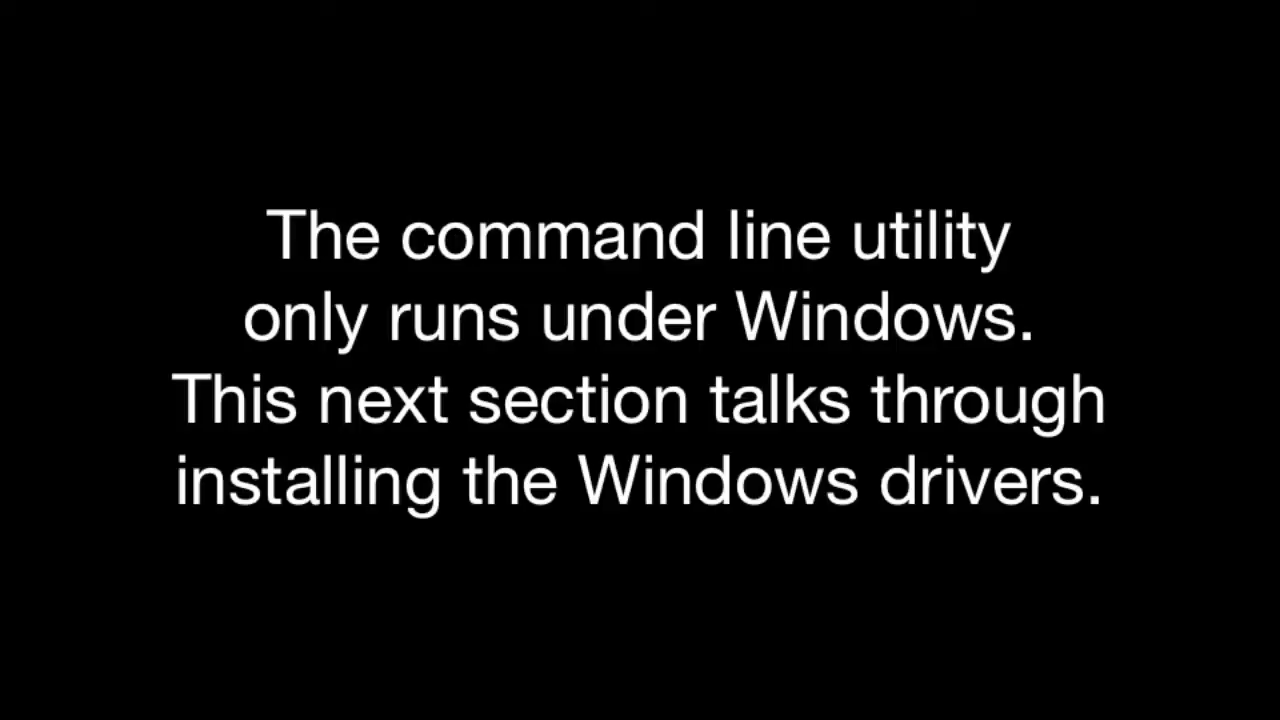 The command line utility
only runs under Windows.
This next section talks through
installing the Windows drivers.